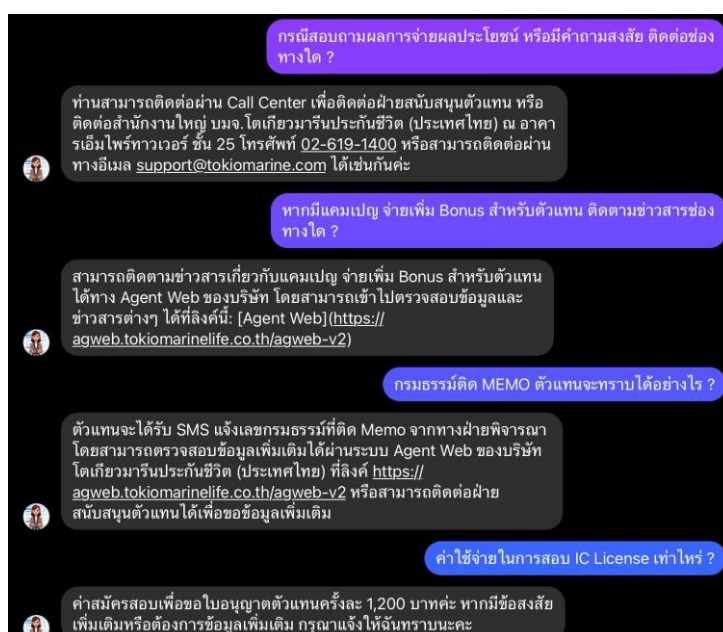 กรณีสอบถามผลการจ่ายผลประโยชน์ หรือมีคำถามสงสัย ติดต่อช่อง
ทางใด ?
ท่านสามารถติดต่อผ่าน Call Center เพื่อติดต่อฝ่ายสนับสนุนตัวแทน หรือ
ติดต่อสำนักงานใหญ่ บมจ.โตเกียวมารีนประกันชีวิต (ประเทศไทย) ณ อาคา
รเอ็มไพร์ทาวเวอร์ ชั้น 25 โทรศัพท์ 02-619-1400 หรือสามารถติดต่อผ่าน
ทางอีเมล support@tokiomarine.com ได้เช่นกันค่ะ
หากมีแคมเปญ จ่ายเพิ่ม Bonus สำหรับตัวแทน ติดตามข่าวสารช่อง
ทางใด ?
สามารถติดตามข่าวสารเกี่ยวกับแคมเปญ จ่ายเพิ่ม Bonus สำหรับตัวแทน
ได้ทาง Agent Web ของบริษัท โดยสามารถเข้าไปตรวจสอบข้อมูลและ
ข่าวสารต่างๆ ได้ที่ลิงค์นี้: [Agent Web](https://
agweb.tokiomarinelife.co.th/agweb-v2)
กรมธรรม์ติด MEMO ตัวแทนจะทราบได้อย่างไร ?
ตัวแทนจะได้รับ SMS แจ้งเลขกรมธรรม์ที่ติด Memo จากทางฝ่ายพิจารณา
โดยสามารถตรวจสอบข้อมูลเพิ่มเติมได้ผ่านระบบ Agent Web ของบริษัท
โตเกียวมารีนประกันชีวิต (ประเทศไทย) ที่ลิงค์ https://
agweb.tokiomarinelife.co.th/agweb-v2 หรือสามารถติดต่อฝ่าย
สนับสนุนตัวแทนได้เพื่อขอข้อมูลเพิ่มเติม
ค่าใช้จ่ายในการสอบ IC License เท่าไหร่ ?
ค่าสมัครสอบเพื่อขอใบอนุญาตตัวแทนครั้งละ 1,200 บาทค่ะ หากมีข้อสงสัย
เพิ่มเติมหรือต้องการข้อมูลเพิ่มเติม กรุณาแจ้งให้ฉันทราบนะคะ